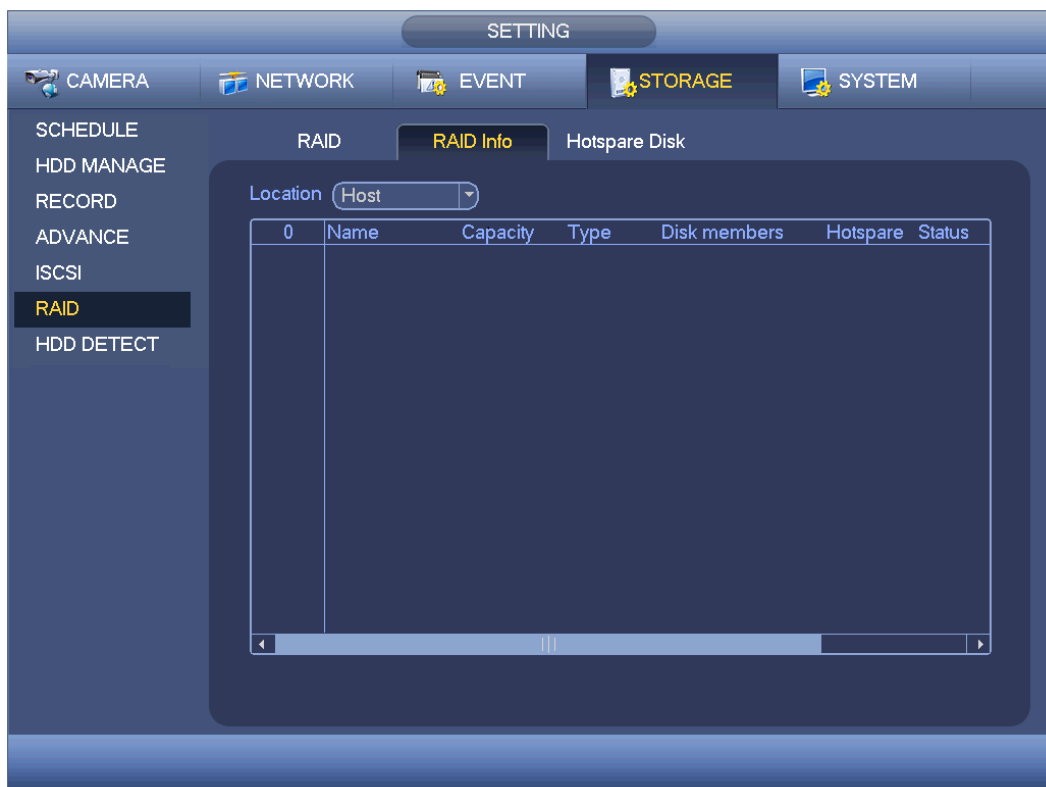 SETTING
CAMERA NETWORK EVENT STORAGE SYSTEM
SCHEDULE
HDD MANAGE
RECORD
ADVANCE
ISCSI
RAID
HDD DETECT
RAID RAID Info Hotspare Disk
Location Host
0 Name Capacity Type Disk members Hotspare Status